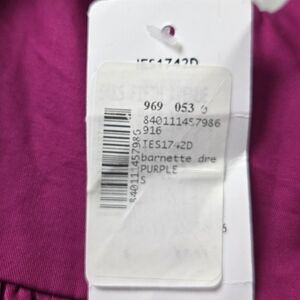 IES1742D
969 053 0
840111457986
916
IES1742D
barnette dre
PURPLE
S
840111457986